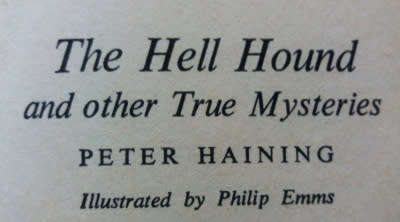 The Hell Hound
and other True Mysteries
PETER HAINING
Illustrated by Philip Emms